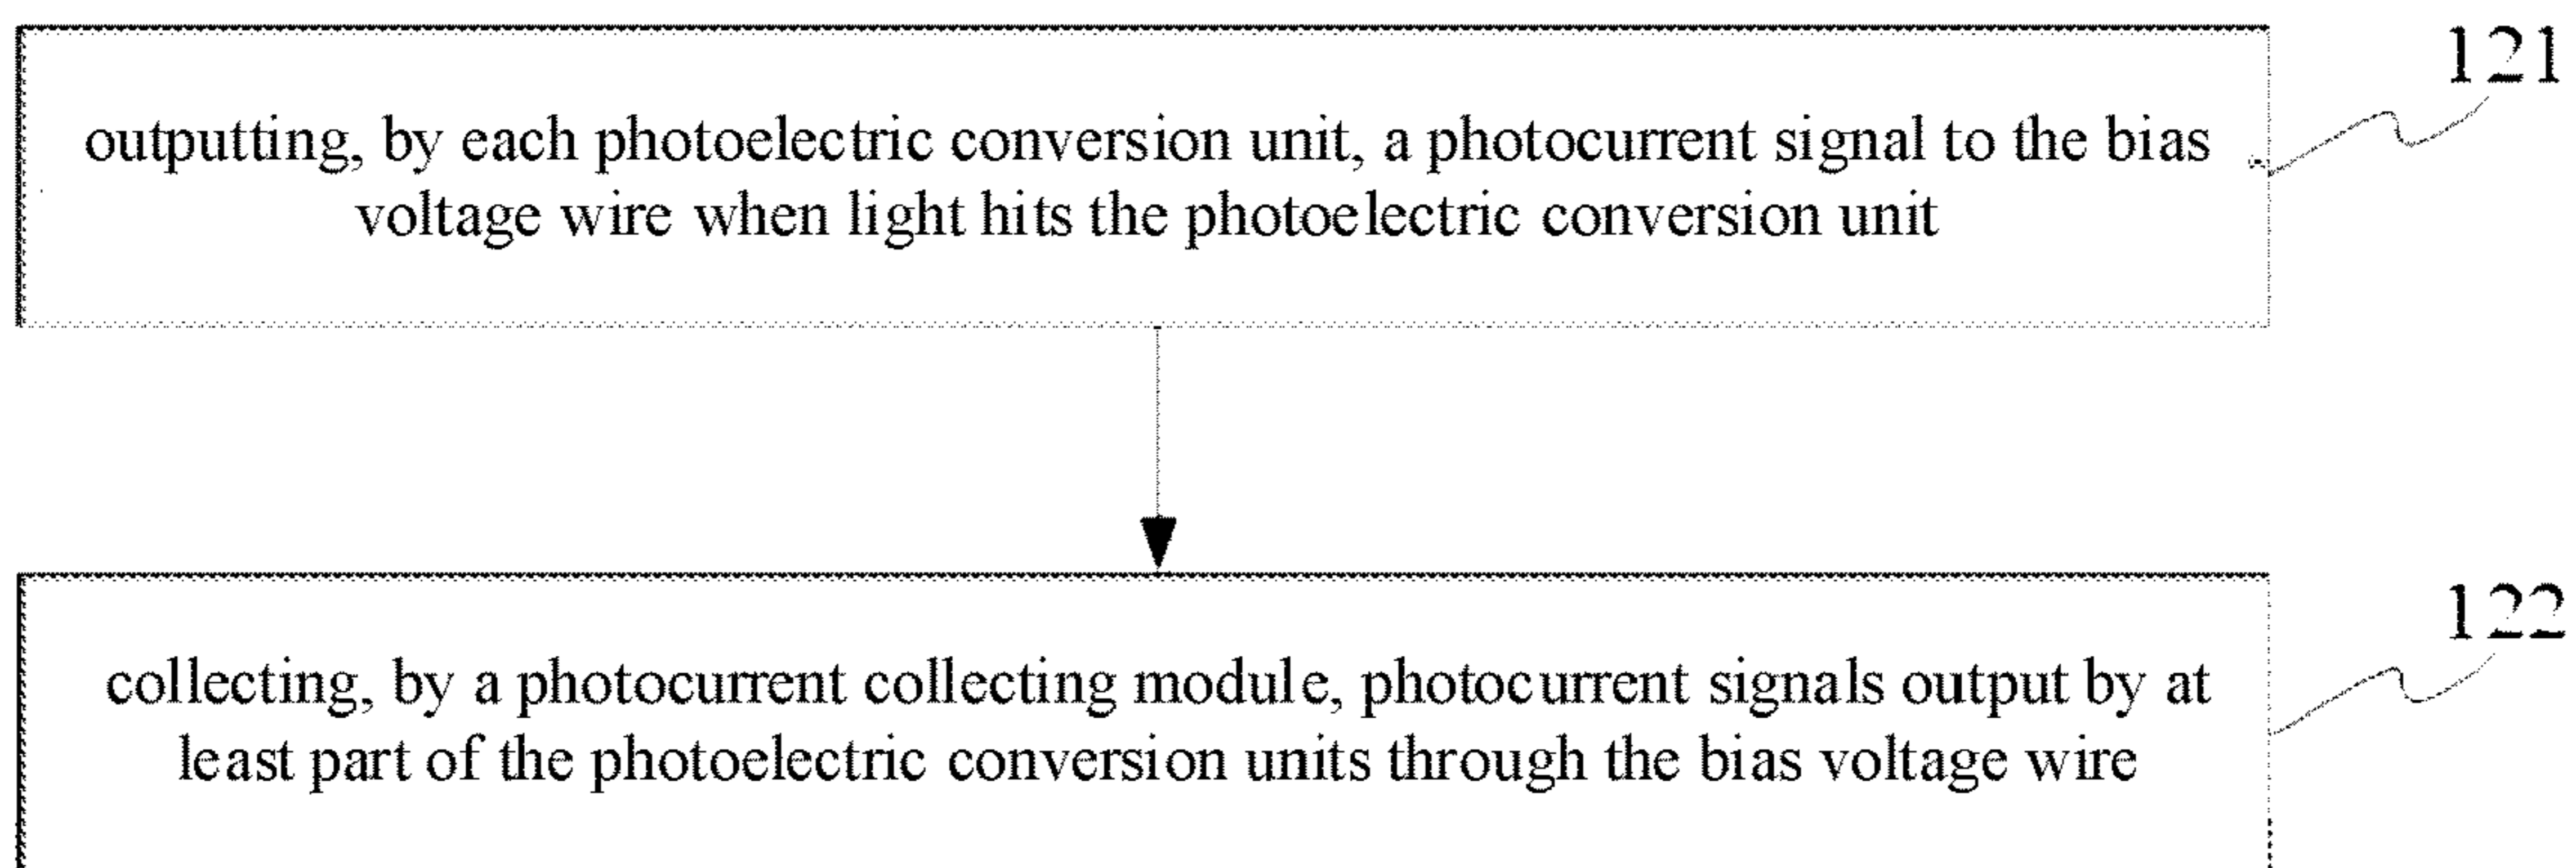 121
outputting, by each photoelectric conversion unit, a photocurrent signal to the bias
voltage wire when light hits the photoelectric conversion unit
122
collecting, by a photocurrent collecting module, photocurrent signals output by at
least part of the photoelectric conversion units through the bias voltage wire